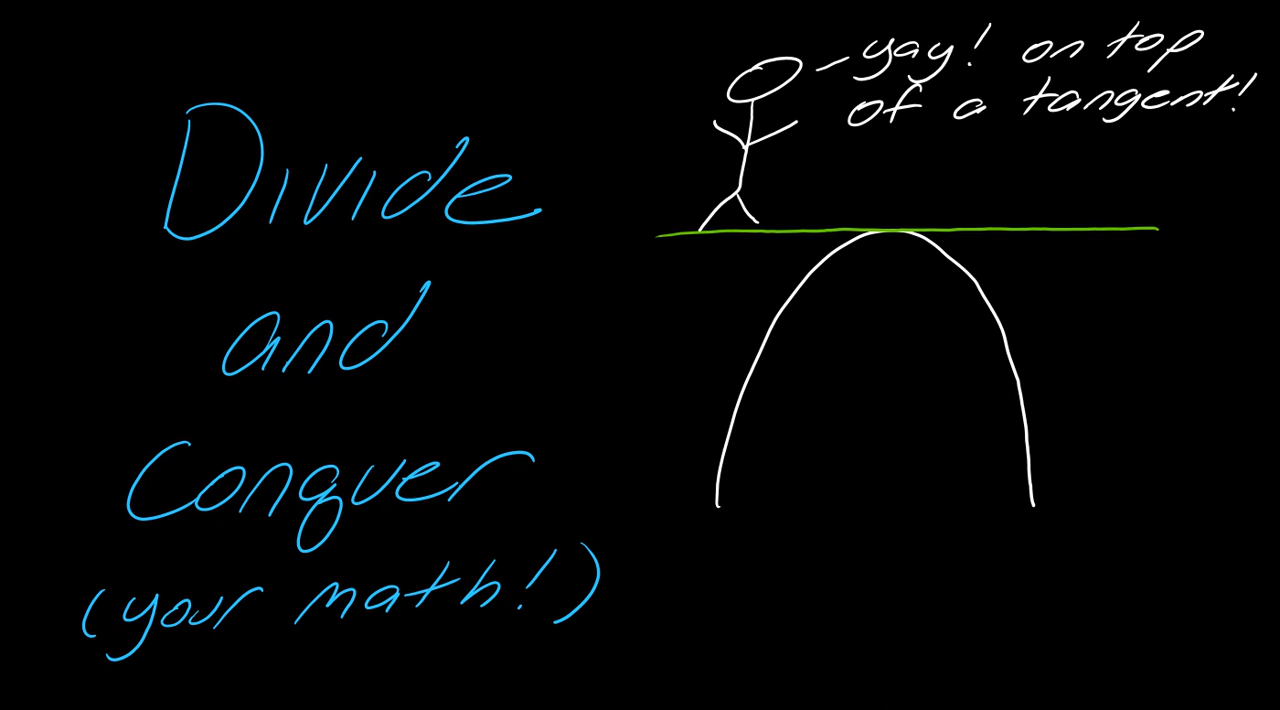 Divide
and
Conquer
(your math!)
yay! on top
of a tangent!